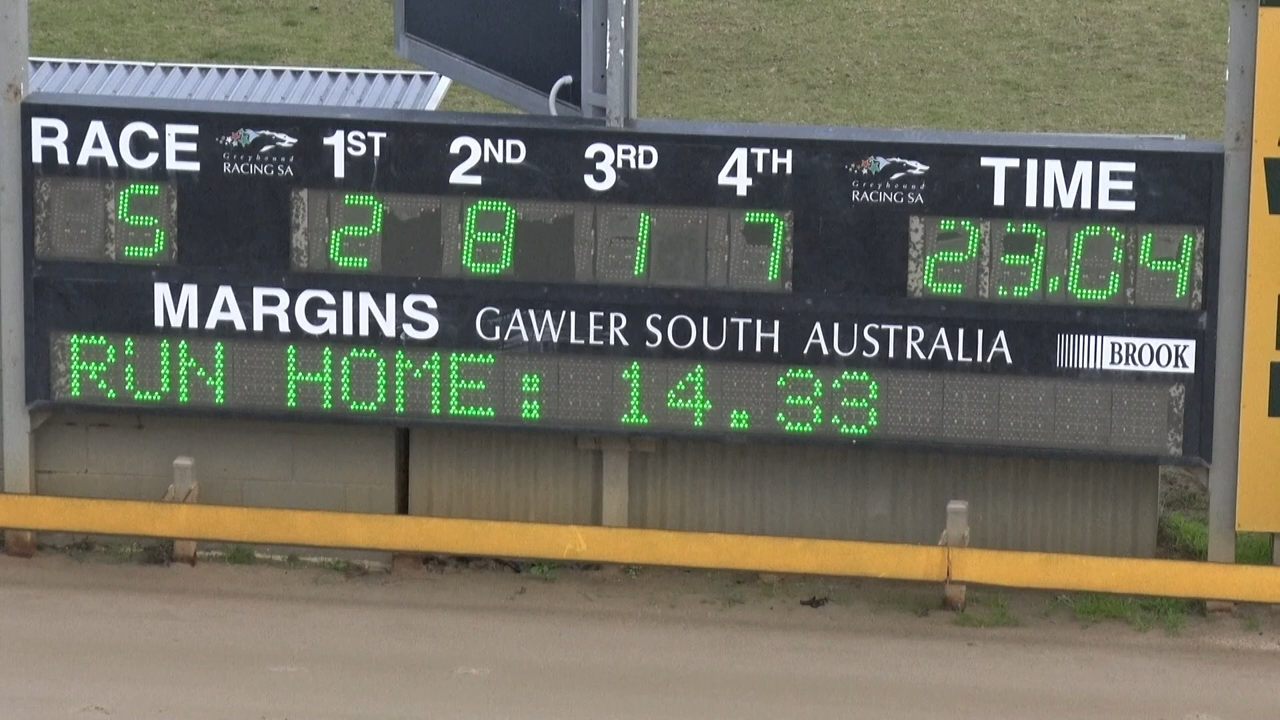 RACE Greyhound RACING SA 1ST 2ND 3RD 4TH Greyhound RACING SA TIME
5 2 8 1 7 23.04
MARGINS GAWLER SOUTH AUSTRALIA BROOK
RUN HOME: 14.33